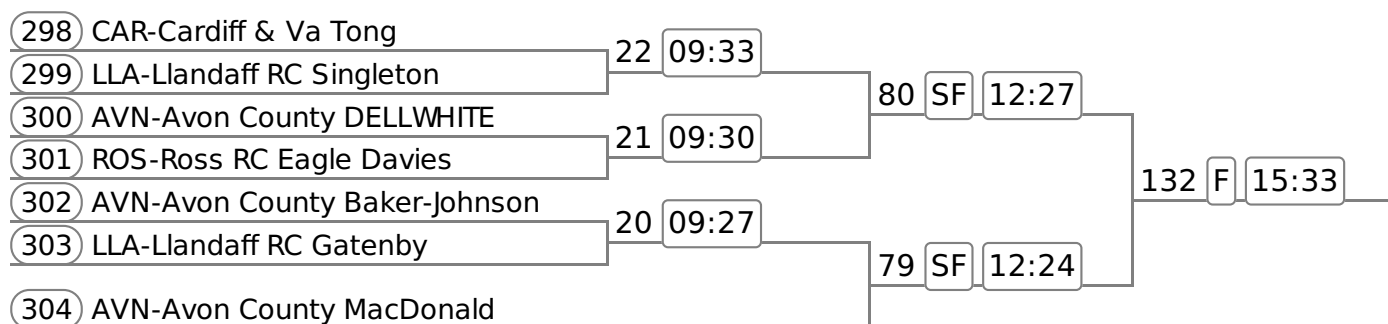 298 CAR-Cardiff & Va Tong
22 09:33
299 LLA-Llandaff RC Singleton
80 SF 12:27
300 AVN-Avon County DELLWHITE
21 09:30
301 ROS-Ross RC Eagle Davies
132 F 15:33
302 AVN-Avon County Baker-Johnson
20 09:27
303 LLA-Llandaff RC Gatenby
79 SF 12:24
304 AVN-Avon County MacDonald